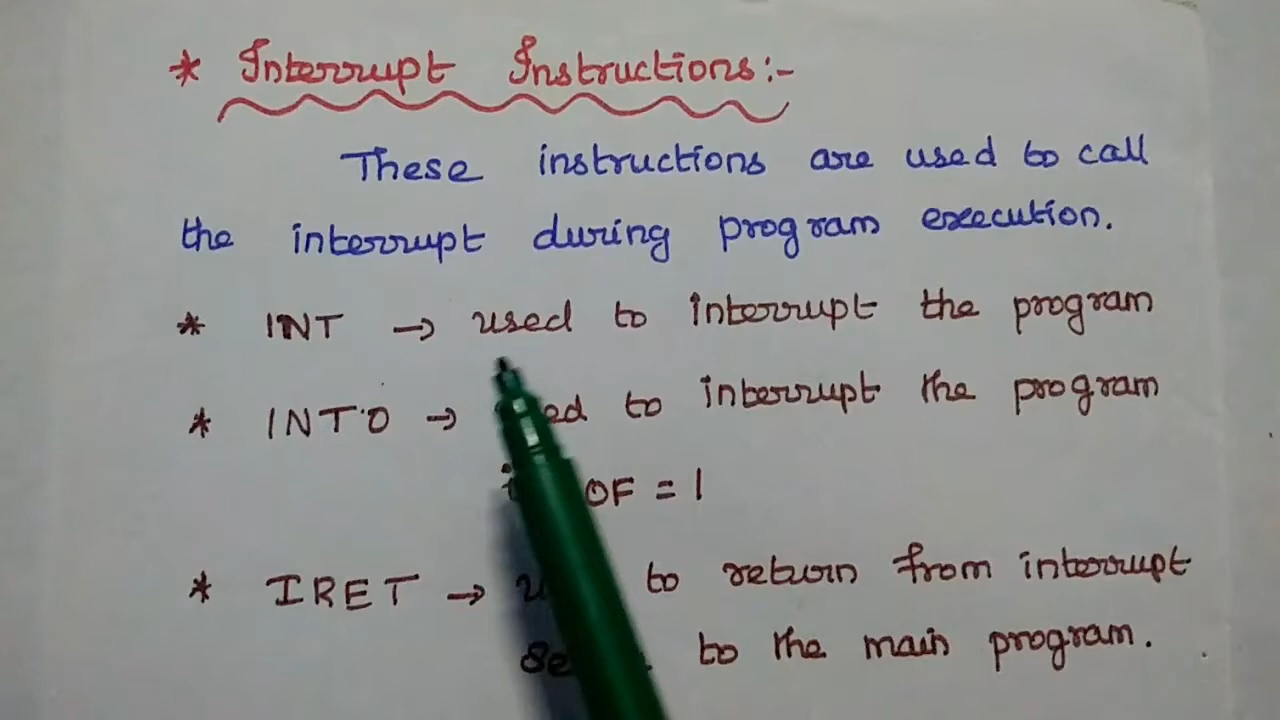 * Interrupt Instructions:-
These instructions are used to call
the interrupt during program execution.
* INT → used to interrupt the program
* INTO → to interrupt the program
OF = 1
* IRET → to return from interrupt
to the main program.